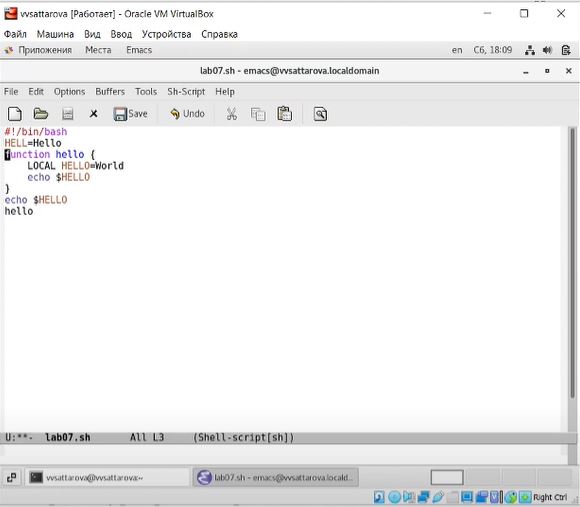 vvsattarova [Работает] - Oracle VM VirtualBox
Файл Машина Вид Ввод Устройства Справка
Приложения Места Emacs en Сб, 18:09
lab07.sh - emacs@vvsattarova.localdomain
File Edit Options Buffers Tools Sh-Script Help
Save Undo
#!/bin/bash
HELL=Hello
function hello {
    LOCAL HELLO=World
    echo $HELLO
}
echo $HELLO
hello
U:**- lab07.sh All L3 (Shell-script[sh])
vvsattarova@vvsattarova:~ lab07.sh - emacs@vvsattarova.locald...
Right Ctrl